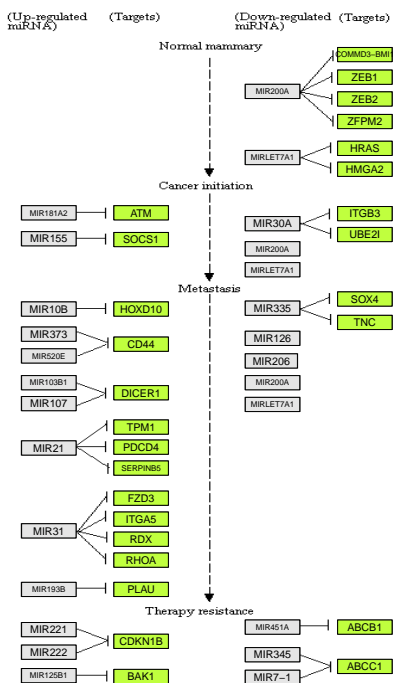 (Up-regulated miRNA)
(Targets)
(Down-regulated miRNA)
(Targets)
Normal mammary
MIR200A
COMMD3-BMI1
ZEB1
ZEB2
ZFPM2
MIRLET7A1
HRAS
HMGA2
Cancer initiation
MIR181A2
ATM
MIR155
SOCS1
MIR30A
ITGB3
UBE2I
MIR200A
MIRLET7A1
Metastasis
MIR10B
HOXD10
MIR373
MIR520E
CD44
MIR103B1
MIR107
DICER1
MIR21
TPM1
PDCD4
SERPINB5
MIR31
FZD3
ITGA5
RDX
RHOA
MIR193B
PLAU
MIR335
SOX4
TNC
MIR126
MIR206
MIR200A
MIRLET7A1
Therapy resistance
MIR221
MIR222
CDKN1B
MIR125B1
BAK1
MIR451A
ABCB1
MIR345
MIR7-1
ABCC1